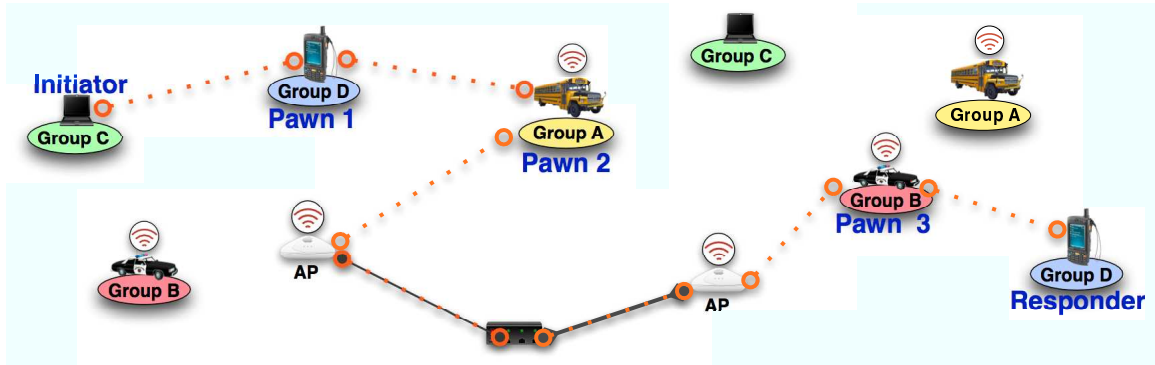 Initiator
Group C
Group D
Pawn 1
Group A
Pawn 2
Group C
Group A
Group B
Pawn 3
Group D
Responder
Group B
AP
AP